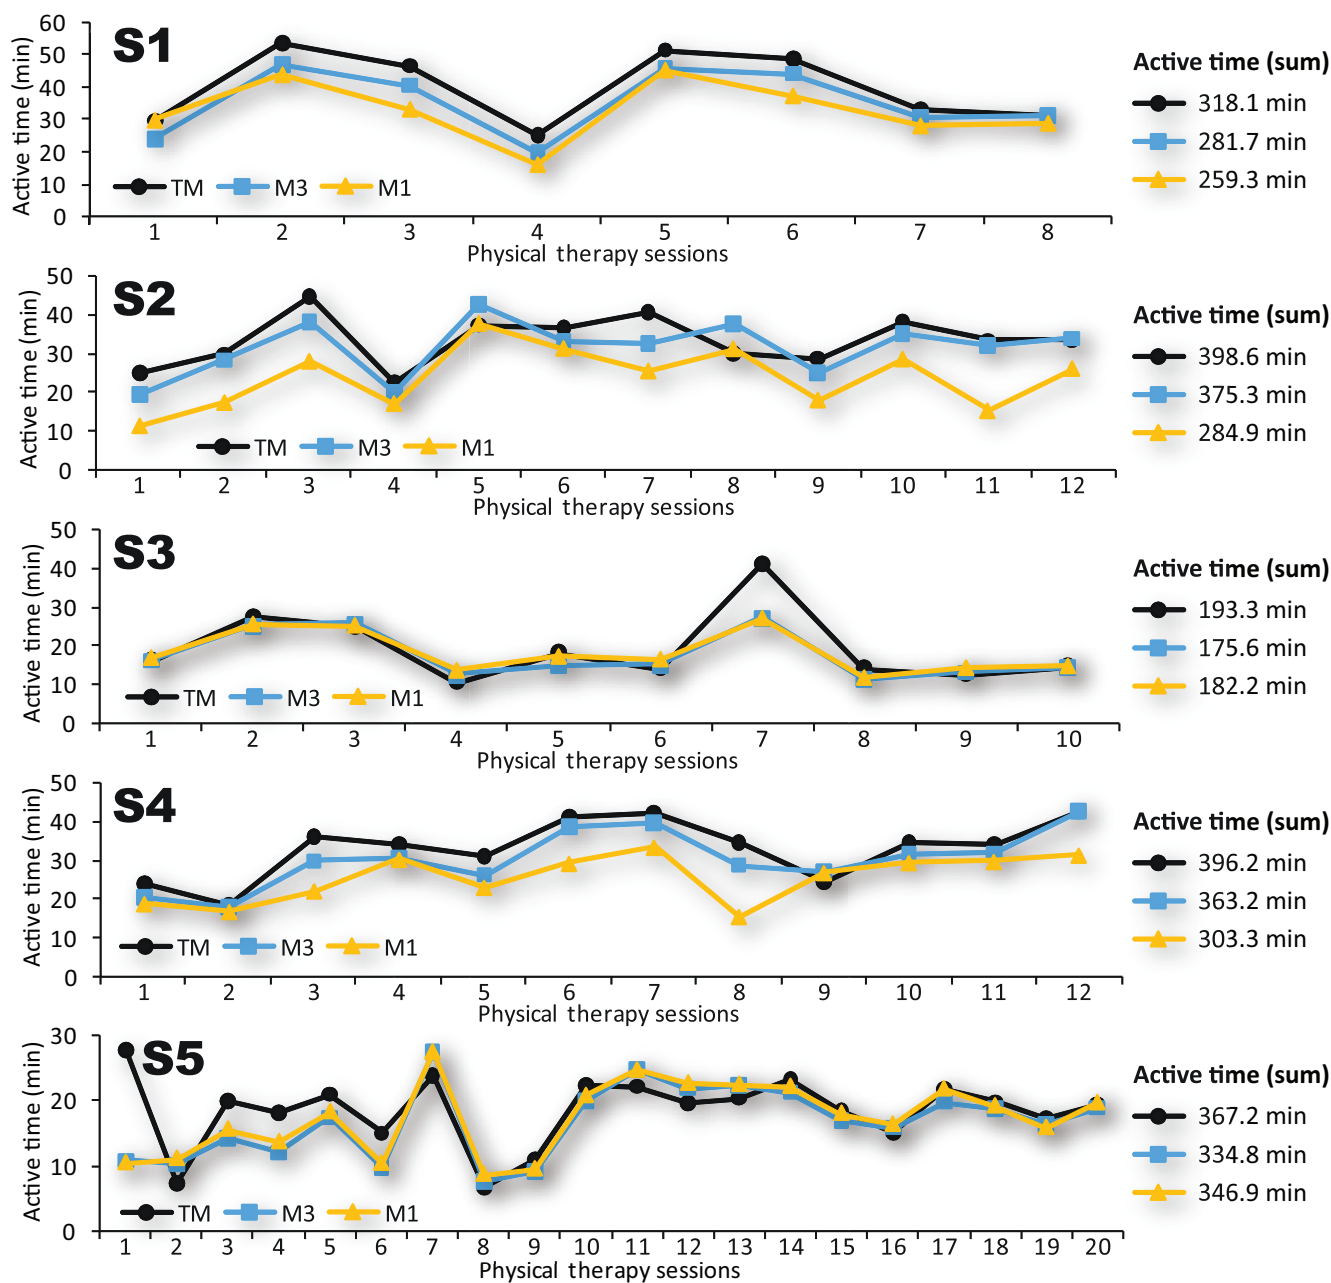 S1
Active time (min)
60
50
40
30
20
10
0
TM M3 M1
1 2 3 4 5 6 7 8
Physical therapy sessions
Active time (sum)
318.1 min
281.7 min
259.3 min
S2
Active time (min)
50
40
30
20
10
0
TM M3 M1
1 2 3 4 5 6 7 8 9 10 11 12
Physical therapy sessions
Active time (sum)
398.6 min
375.3 min
284.9 min
S3
Active time (min)
50
40
30
20
10
0
TM M3 M1
1 2 3 4 5 6 7 8 9 10
Physical therapy sessions
Active time (sum)
193.3 min
175.6 min
182.2 min
S4
Active time (min)
50
40
30
20
10
0
TM M3 M1
1 2 3 4 5 6 7 8 9 10 11 12
Physical therapy sessions
Active time (sum)
396.2 min
363.2 min
303.3 min
S5
Active time (min)
30
20
10
0
TM M3 M1
1 2 3 4 5 6 7 8 9 10 11 12 13 14 15 16 17 18 19 20
Physical therapy sessions
Active time (sum)
367.2 min
334.8 min
346.9 min